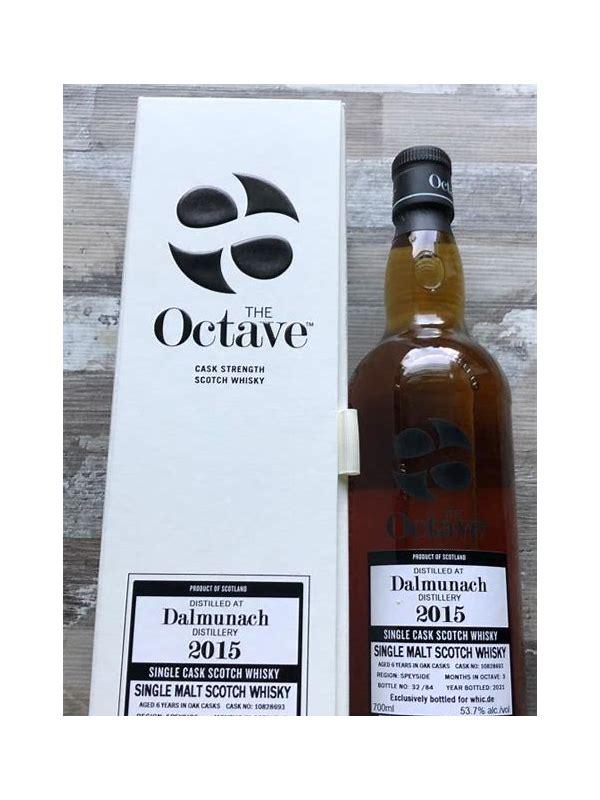 THE
Octave™
CASK STRENGTH
SCOTCH WHISKY
PRODUCT OF SCOTLAND
DISTILLED AT
Dalmunach
DISTILLERY
2015
SINGLE CASK SCOTCH WHISKY
SINGLE MALT SCOTCH WHISKY
AGED 6 YEARS IN OAK CASKS CASK NO: 10828693
THE
Octave
PRODUCT OF SCOTLAND
DISTILLED AT
Dalmunach
DISTILLERY
2015
SINGLE CASK SCOTCH WHISKY
SINGLE MALT SCOTCH WHISKY
AGED 6 YEARS IN OAK CASKS CASK NO: 10828693
REGION: SPEYSIDE MONTHS IN OCTAVE: 3
BOTTLE NO: 32 /84 YEAR BOTTLED: 2021
Exclusively bottled for whic.de
700ml 53.7% alc./vol